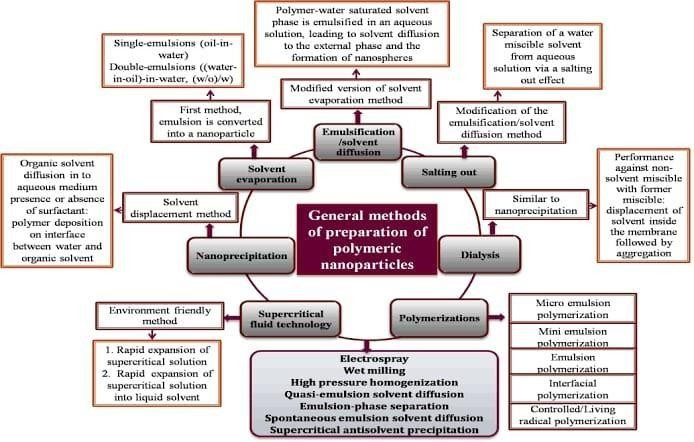 Polymer-water saturated solvent
phase is emulsified in an aqueous
solution, leading to solvent diffusion
to the external phase and the
formation of nanospheres
Single-emulsions (oil-in-
water)
Double-emulsions ((water-
in-oil)-in-water, (w/o)/w)
Separation of a water
miscible solvent
from aqueous
solution via a salting
out effect
Modified version of solvent
evaporation method
First method,
emulsion is converted
into a nanoparticle
Modification of the
emulsification/solvent
diffusion method
Emulsification
/solvent
diffusion
Solvent
evaporation
Salting out
Organic solvent
diffusion in to
aqueous medium
presence or absence
of surfactant:
polymer deposition
on interface
between water and
organic solvent
Solvent
displacement method
Similar to
nanoprecipitation
Performance
against non-
solvent miscible
with former
miscible:
displacement of
solvent inside
the membrane
followed by
aggregation
General methods
of preparation of
polymeric
nanoparticles
Nanoprecipitation
Dialysis
Environment friendly
method
Supercritical
fluid technology
Polymerizations
1. Rapid expansion of
supercritical solution
2. Rapid expansion of
supercritical solution
into liquid solvent
Micro emulsion
polymerization
Mini emulsion
polymerization
Emulsion
polymerization
Interfacial
polymerization
Controlled/Living
radical polymerization
Electrospray
Wet milling
High pressure homogenization
Quasi-emulsion solvent diffusion
Emulsion-phase separation
Spontaneous emulsion solvent diffusion
Supercritical antisolvent precipitation